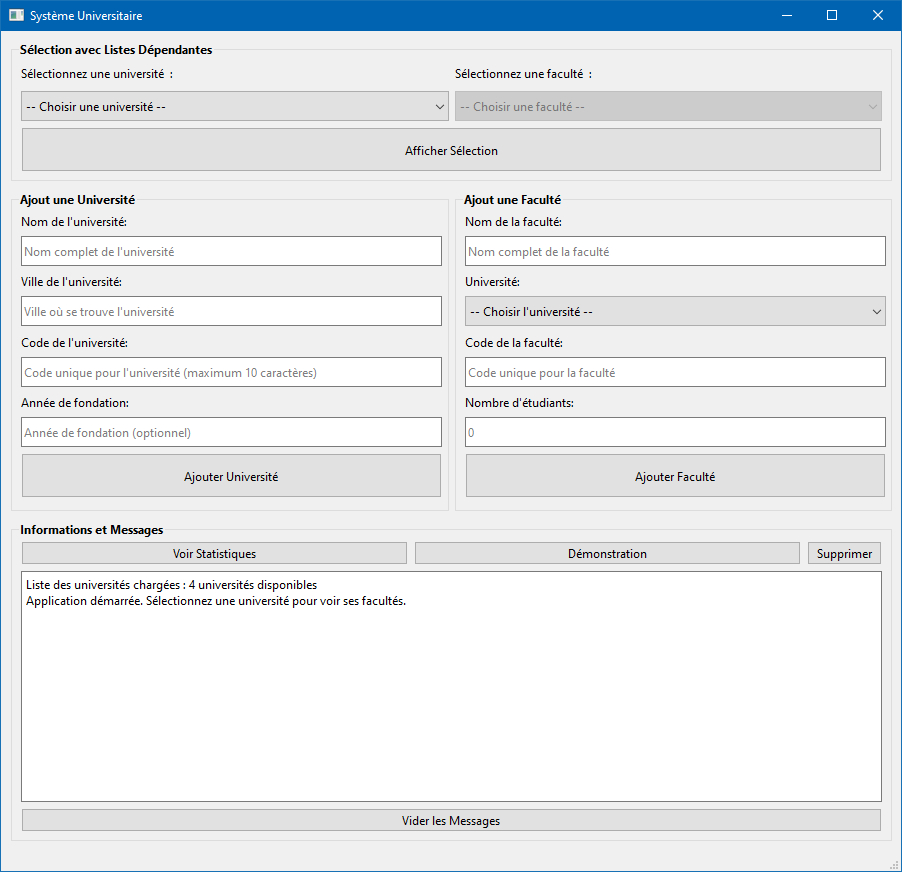 Système Universitaire
Sélection avec Listes Dépendantes
Sélectionnez une université :
Sélectionnez une faculté :
-- Choisir une université --
-- Choisir une faculté --
Afficher Sélection
Ajout une Université
Nom de l'université:
Nom complet de l'université
Ville de l'université:
Ville où se trouve l'université
Code de l'université:
Code unique pour l'université (maximum 10 caractères)
Année de fondation:
Année de fondation (optionnel)
Ajouter Université
Ajout une Faculté
Nom de la faculté:
Nom complet de la faculté
Université:
-- Choisir l'université --
Code de la faculté:
Code unique pour la faculté
Nombre d'étudiants:
0
Ajouter Faculté
Informations et Messages
Voir Statistiques
Démonstration
Supprimer
Liste des universités chargées : 4 universités disponibles
Application démarrée. Sélectionnez une université pour voir ses facultés.
Vider les Messages